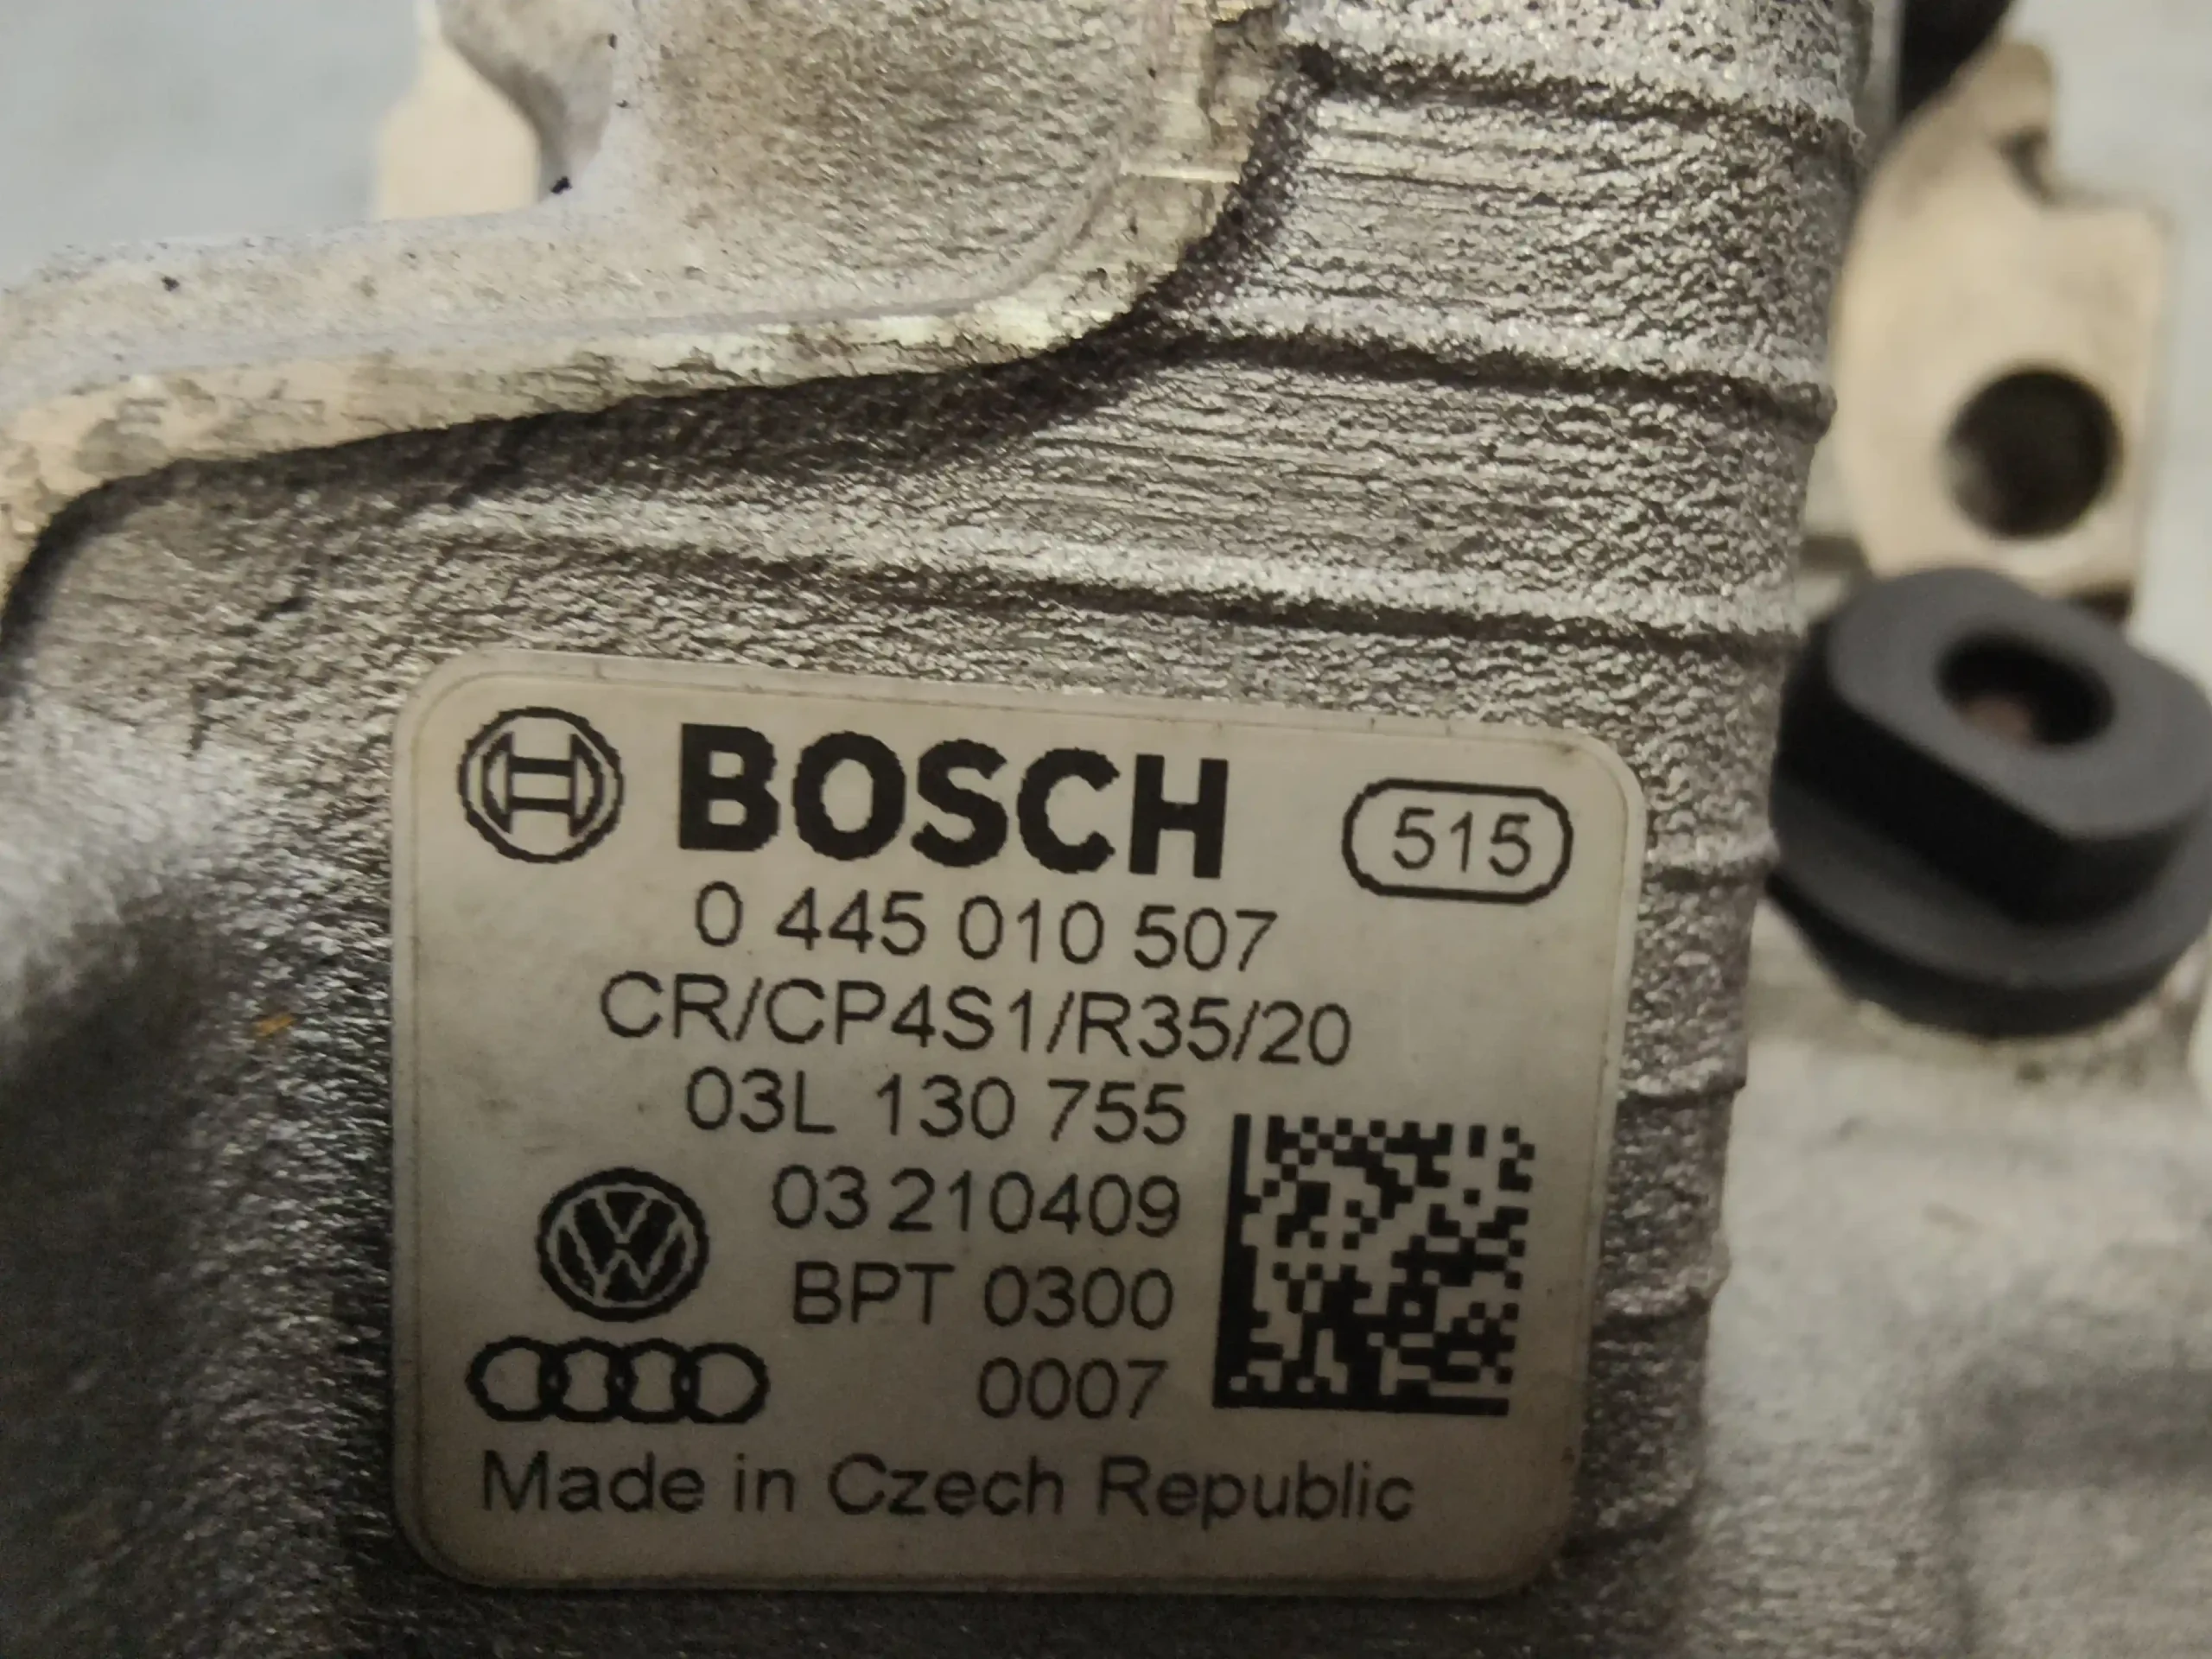 BOSCH 515
0 445 010 507
CR/CP4S1/R35/20
03L 130 755
03 210409
BPT 0300
0007
Made in Czech Republic